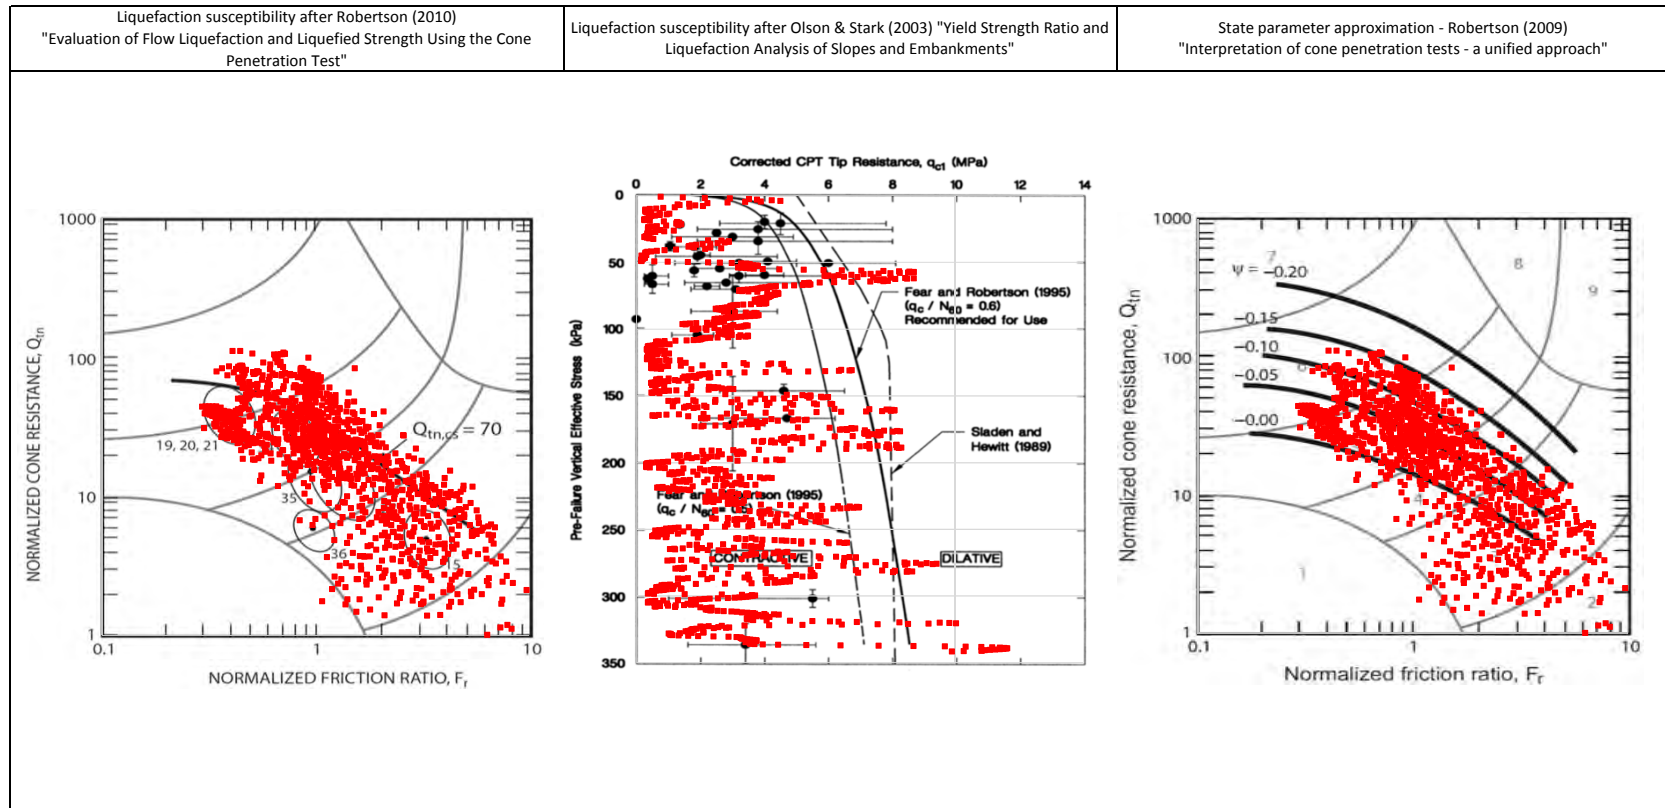 Liquefaction susceptibility after Robertson (2010)
"Evaluation of Flow Liquefaction and Liquefied Strength Using the Cone
Penetration Test"
Liquefaction susceptibility after Olson & Stark (2003) "Yield Strength Ratio and
Liquefaction Analysis of Slopes and Embankments"
State parameter approximation - Robertson (2009)
"Interpretation of cone penetration tests - a unified approach"
NORMALIZED CONE RESISTANCE, Qtn
1000
100
10
1
0.1
1
10
19, 20, 21
Qtn,cs = 70
35
36
15
NORMALIZED FRICTION RATIO, Fr
Corrected CPT Tip Resistance, qc1 (MPa)
0 2 4 6 8 10 12 14
Pre-Failure Vertical Effective Stress (kPa)
0
50
100
150
200
250
300
350
Fear and Robertson (1995)
(qc / N60 = 0.6)
Recommended for Use
Sladen and
Hewitt (1989)
(1995)
(qc / N60
CONTRACTIVE
DILATIVE
Normalized cone resistance, Qtn
1000
100
10
1
0.1
1
10
ψ = −0.20
−0.15
−0.10
−0.05
−0.00
7
8
9
4
1
2
Normalized friction ratio, Fr